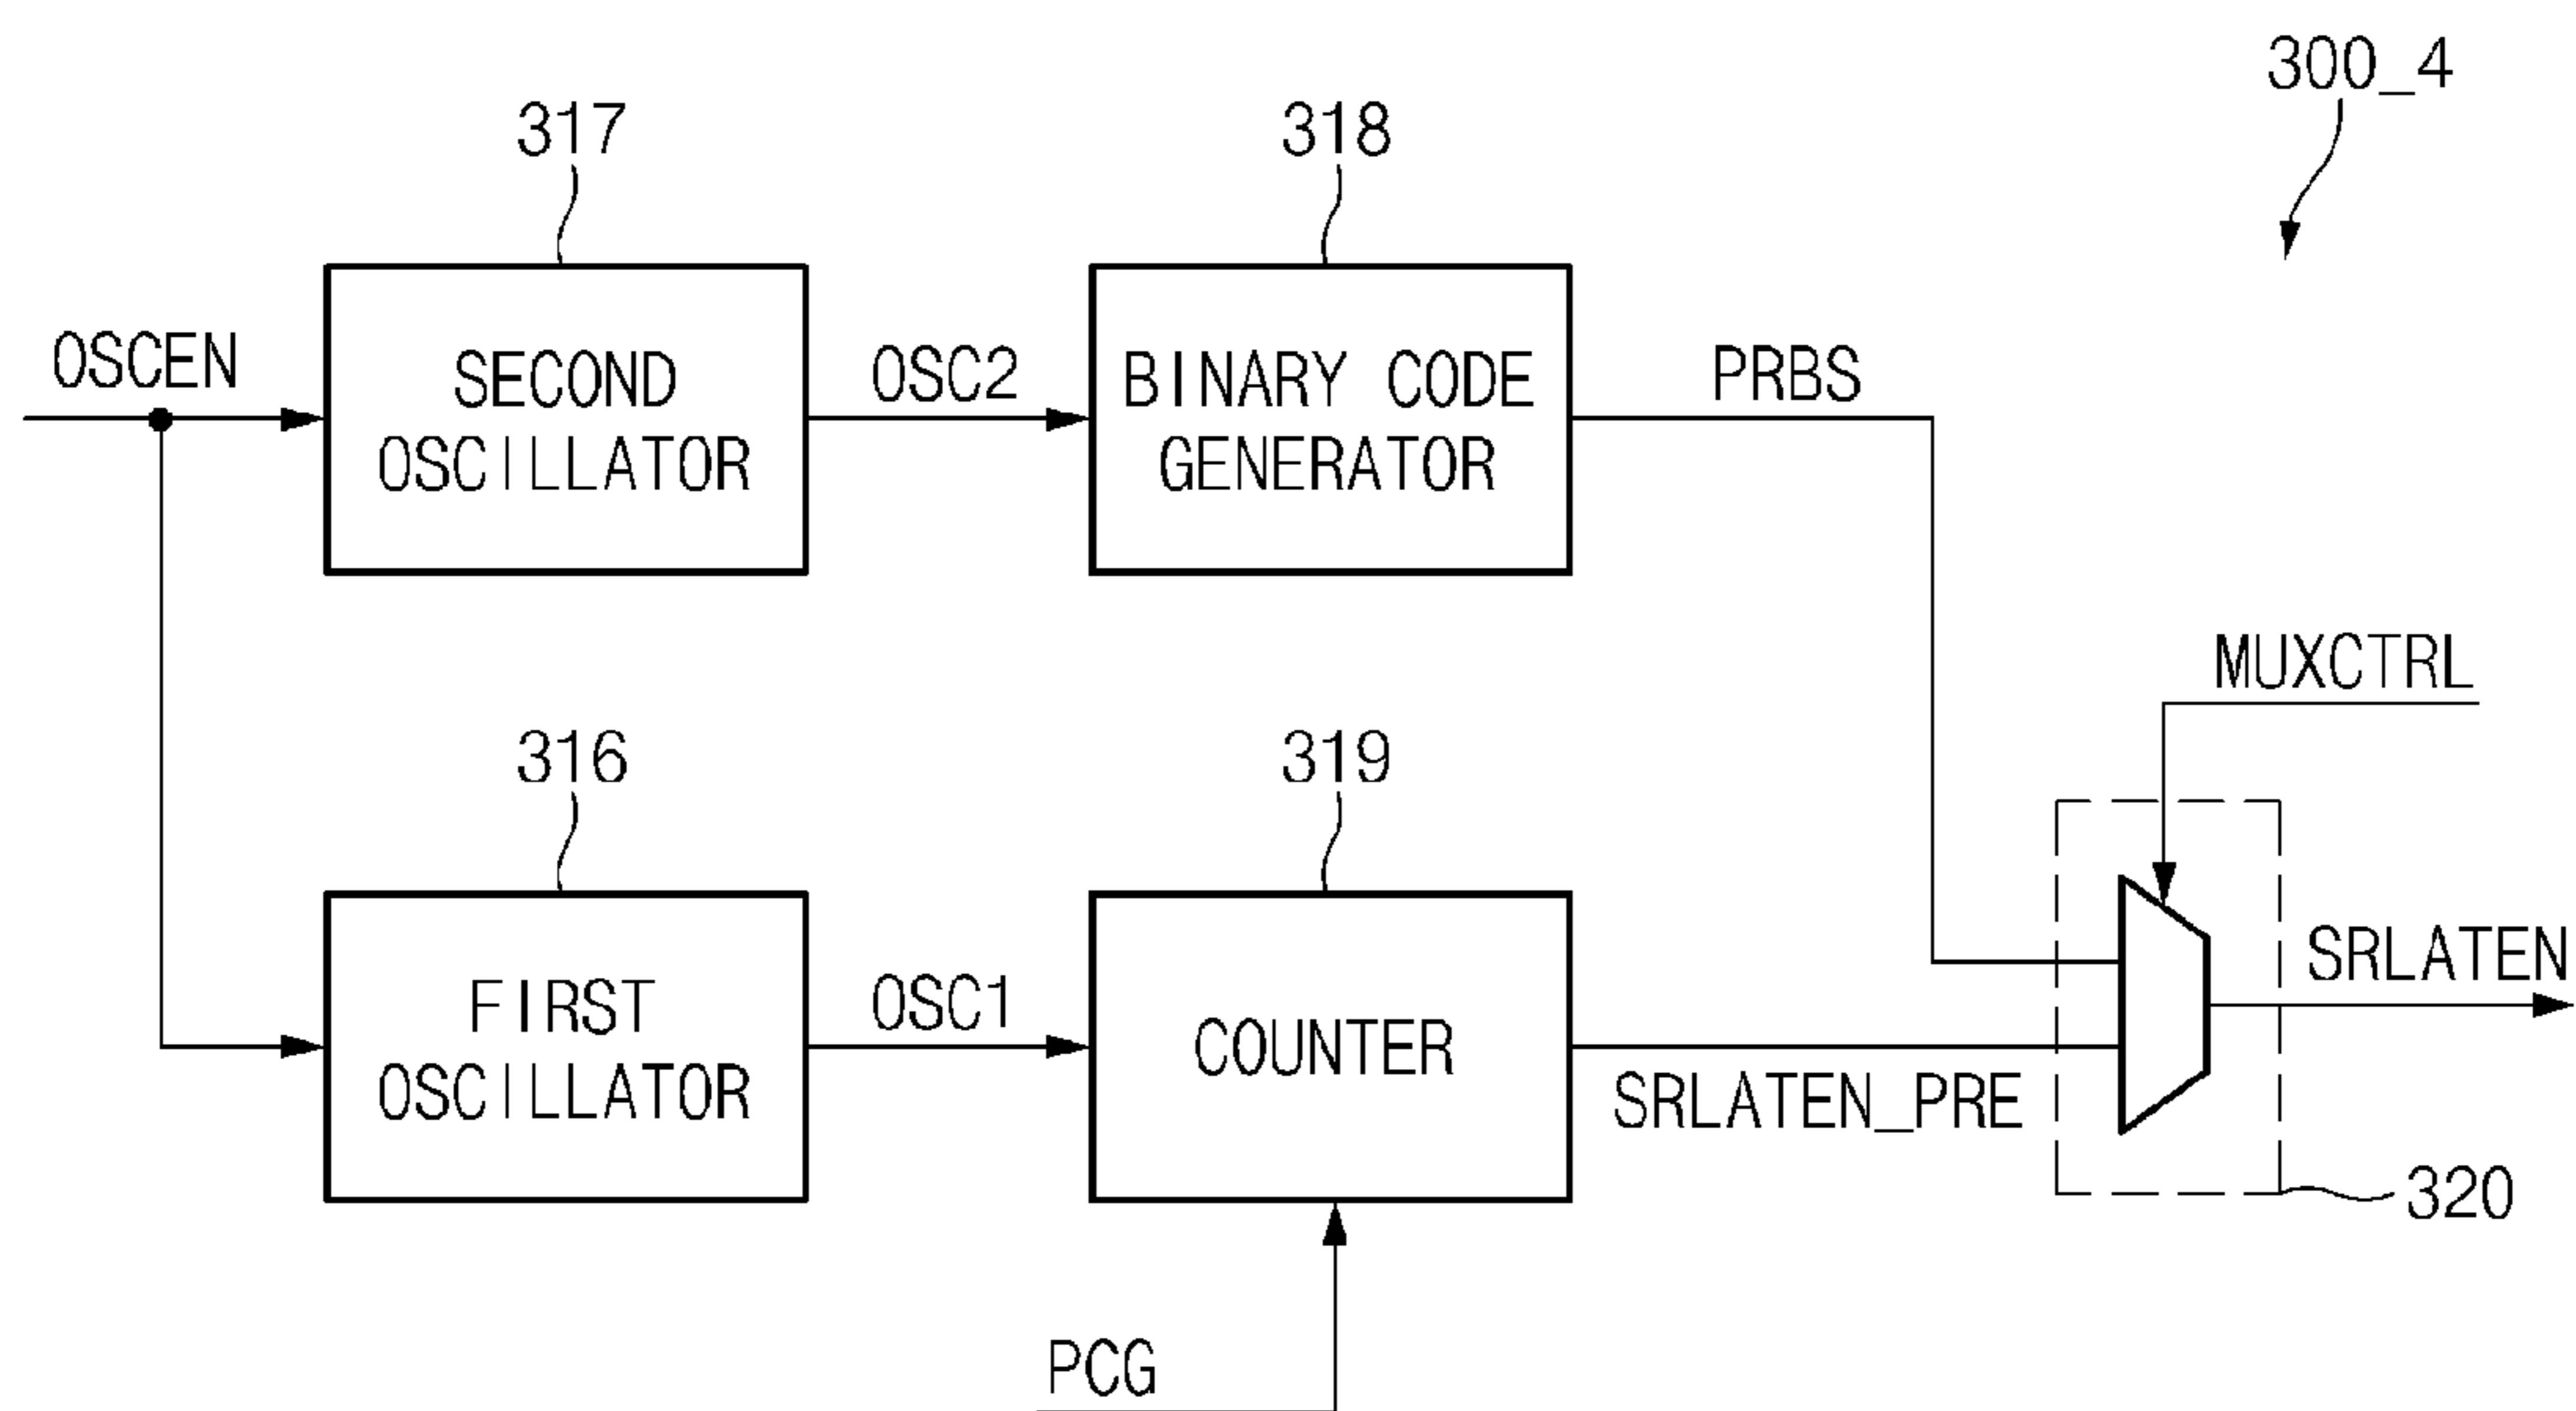 300_4
317
318
OSCEN
SECOND
OSCILLATOR
OSC2
BINARY CODE
GENERATOR
PRBS
MUXCTRL
316
319
FIRST
OSCILLATOR
OSC1
COUNTER
SRLATEN_PRE
SRLATEN
320
PCG